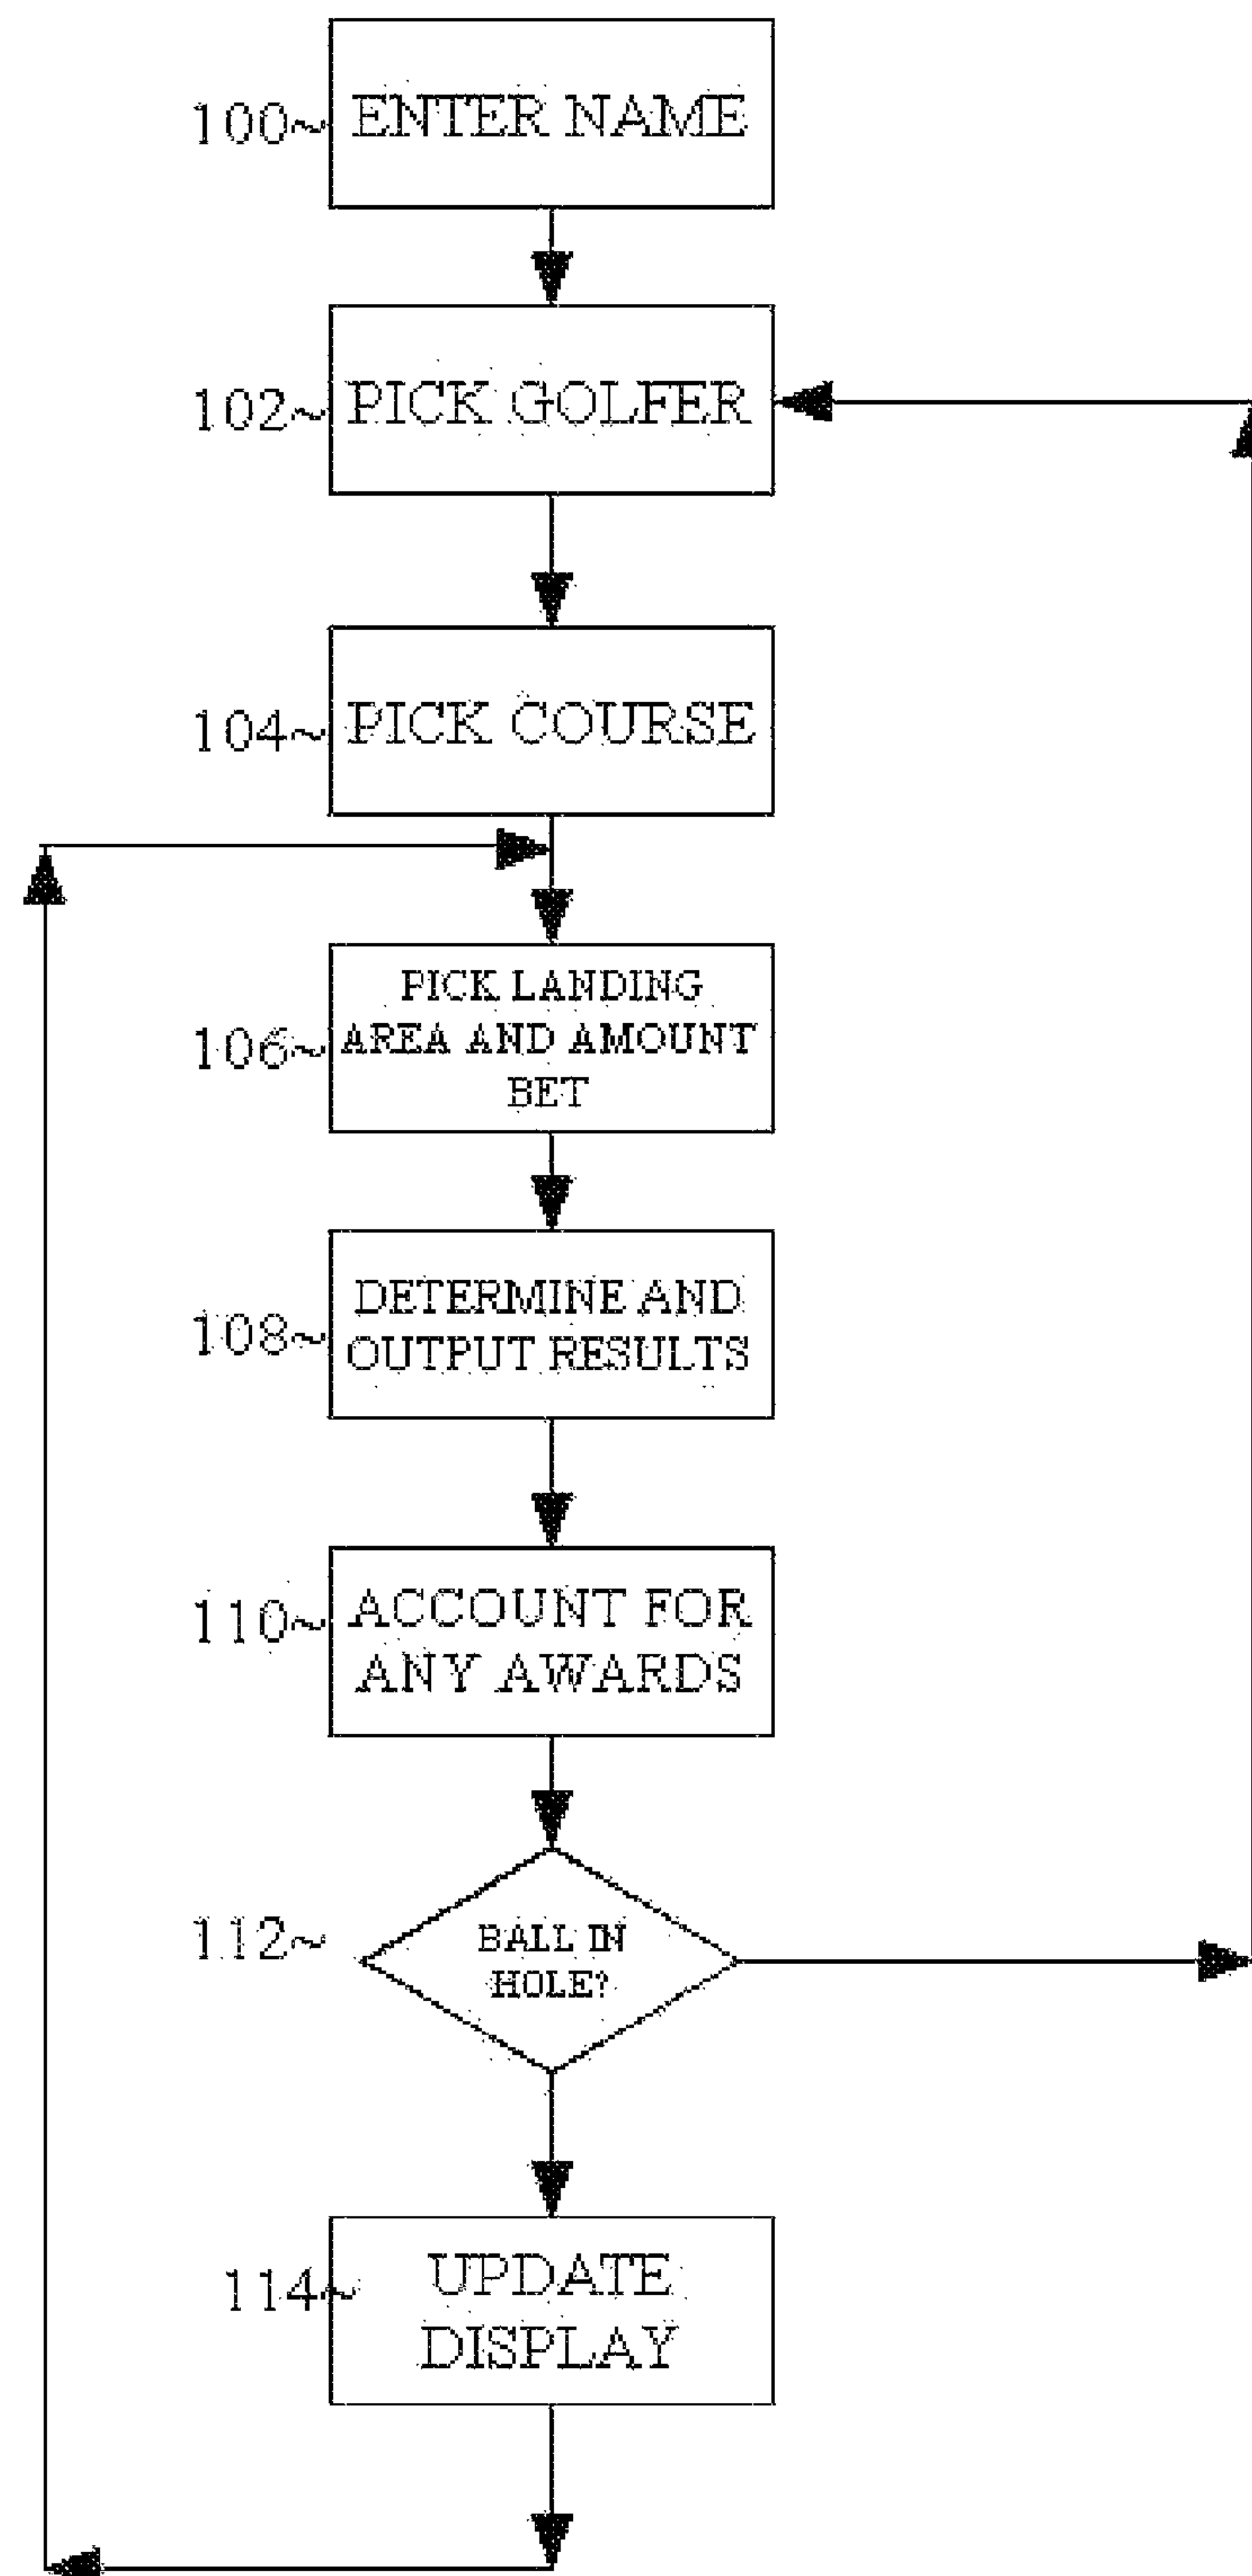 100~ ENTER NAME
102~ PICK GOLFER
104~ PICK COURSE
PICK LANDING
106~ AREA AND AMOUNT
BET
DETERMINE AND
108~ OUTPUT RESULTS
110~ ACCOUNT FOR
ANY AWARDS
112~ BALL IN
HOLE?
114~ UPDATE
DISPLAY